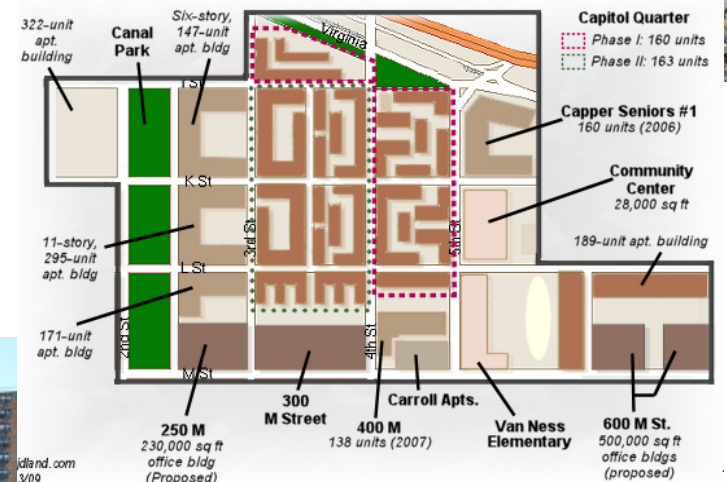 322-unit
apt.
building
Canal
Park
Six-story,
147-unit
apt. bldg
Virginia
Capitol Quarter
Phase I: 160 units
Phase II: 163 units
I St
Capper Seniors #1
160 units (2006)
K St
Community
Center
28,000 sq ft
11-story,
295-unit
apt. bldg
3rd St
5th St
189-unit apt. building
L St
171-unit
apt. bldg
2nd St
4th St
M St
250 M
230,000 sq ft
office bldg
(Proposed)
300
M Street
400 M
138 units (2007)
Carroll Apts.
Van Ness
Elementary
600 M St.
500,000 sq ft
office bldgs
(proposed)
jdland.com
3/09